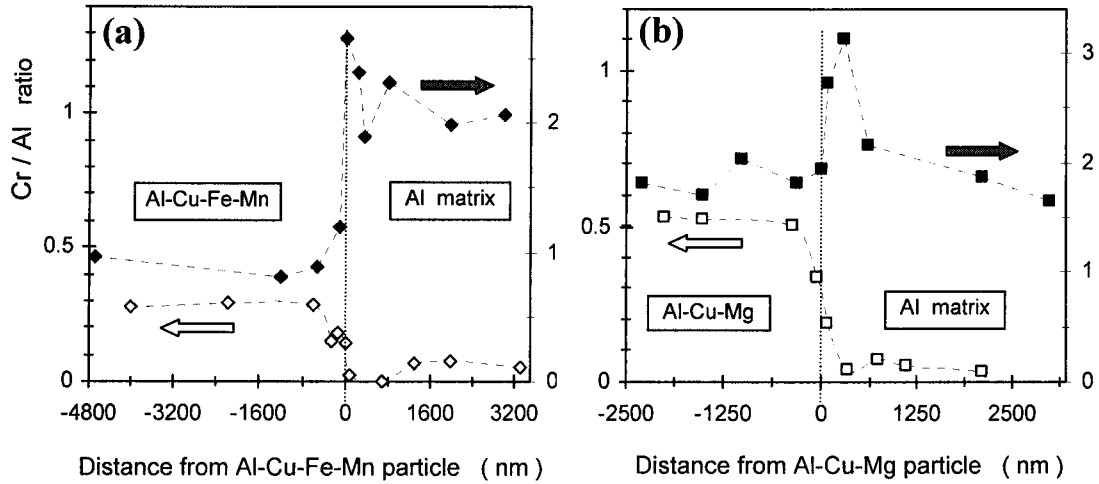 (a)
Cr / Al ratio
1
0.5
0
2
1
0
Al-Cu-Fe-Mn
Al matrix
-4800 -3200 -1600 0 1600 3200
Distance from Al-Cu-Fe-Mn particle ( nm )
(b)
1
0.5
0
3
2
1
0
Al-Cu-Mg
Al matrix
-2500 -1250 0 1250 2500
Distance from Al-Cu-Mg particle ( nm )